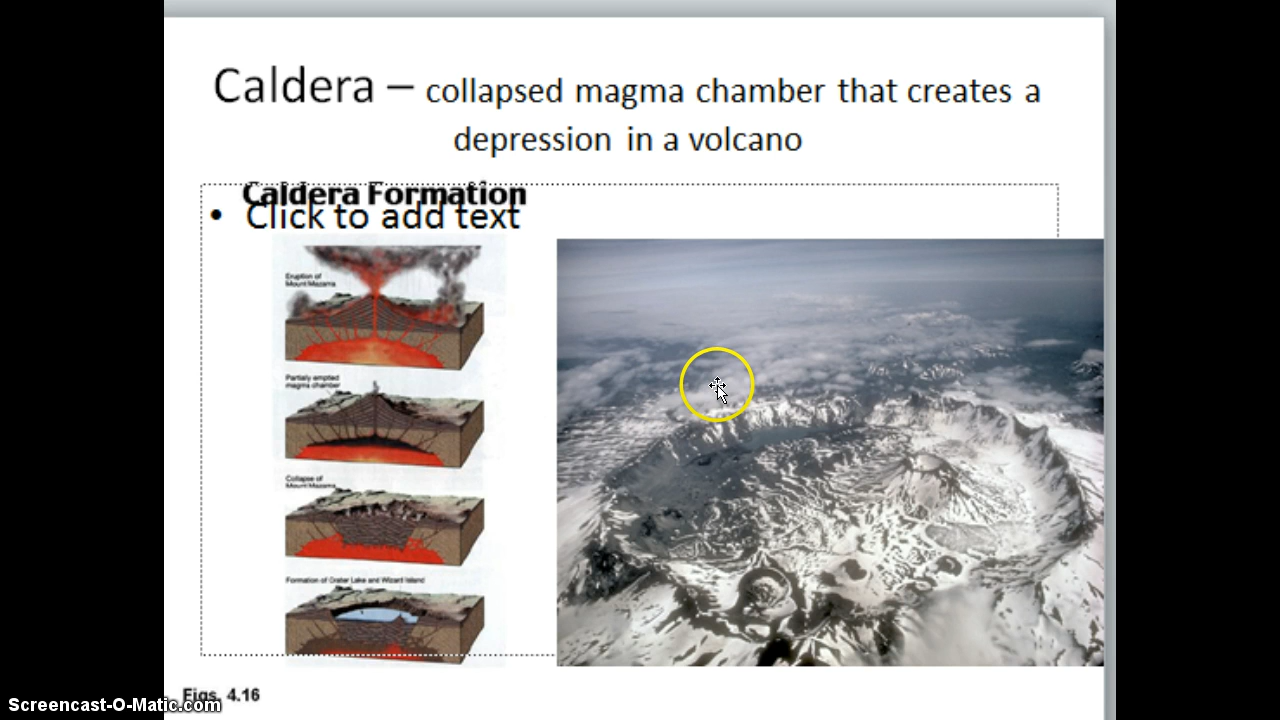 Caldera – collapsed magma chamber that creates a
depression in a volcano
Caldera Formation
• Click to add text
Eruption of
Mount Mazama
Partially emptied
magma chamber
Collapse of
Mount Mazama
Formation of Crater Lake and Wizard Island
Figs. 4.16
Screencast-O-Matic.com